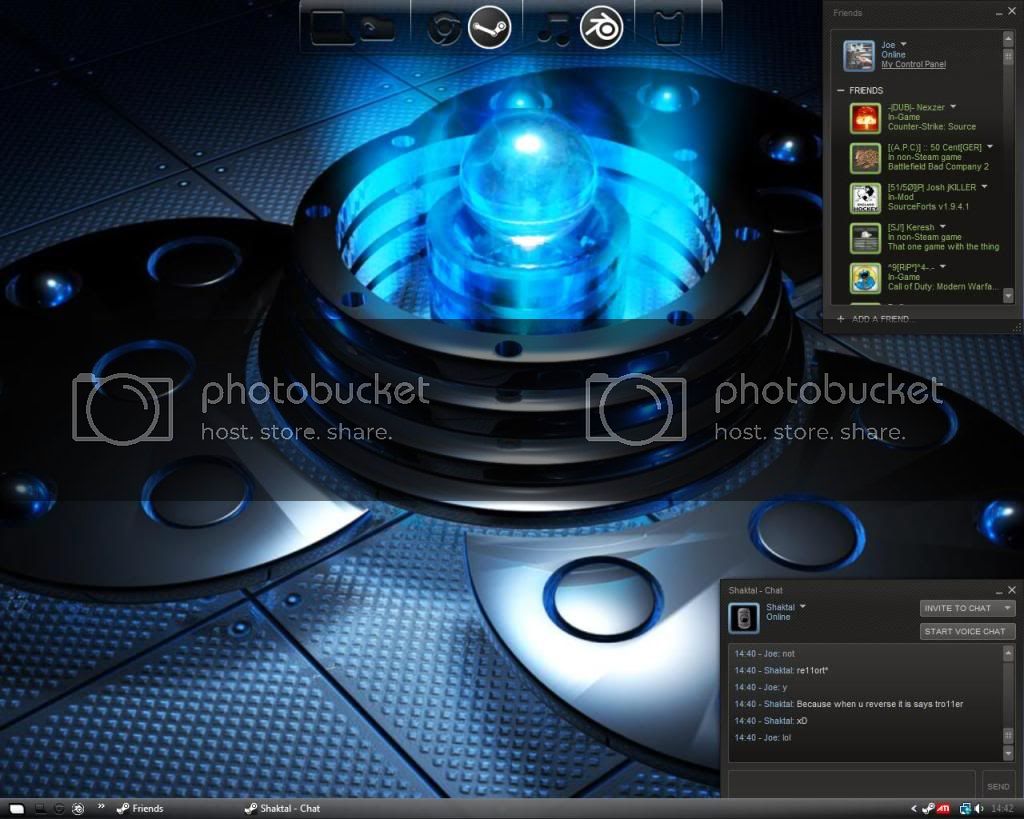 Friends
Joe
Online
My Control Panel
FRIENDS
-|DUB|- Nexzer
In-Game
Counter-Strike: Source
[(A.P.C)] :: 50 Cent[GER]
In non-Steam game
Battlefield Bad Company 2
[51/5Ø]|P| Josh jKILLER
In-Mod
SourceForts v1.9.4.1
[SJ!] Keresh
In non-Steam game
That one game with the thing
^9[RiP*]^4-.-
In-Game
Call of Duty: Modern Warfa...
+ ADD A FRIEND...
photobucket
host. store. share.
photobucket
host. store. share.
Shaktal - Chat
Shaktal
Online
INVITE TO CHAT
START VOICE CHAT
14:40 - Joe: not
14:40 - Shaktal: re11ort*
14:40 - Joe: y
14:40 - Shaktal: Because when u reverse it is says tro11er
14:40 - Shaktal: xD
14:40 - Joe: lol
SEND
Friends
Shaktal - Chat
ATI
14:42